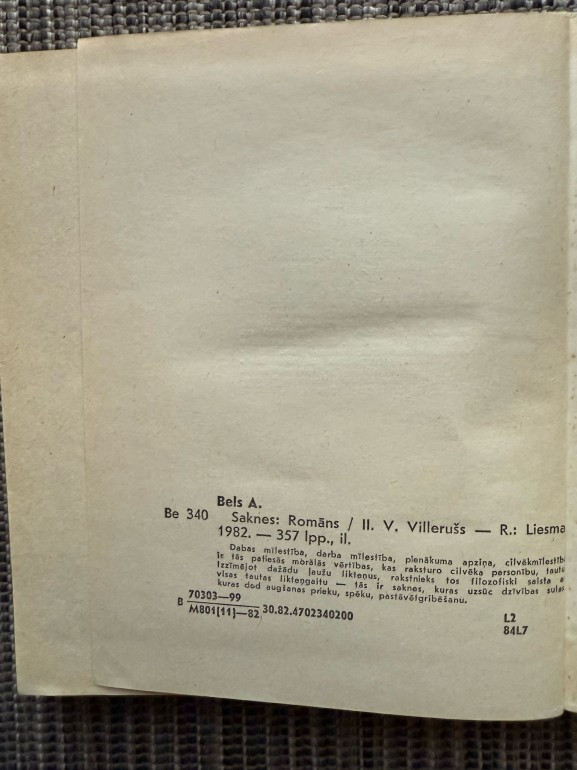 Bels A.
Be 340 Saknes: Romāns / Il. V. Villerušs — R.: Liesma
1982. — 357 lpp., il.
Dabas mīlestība, darba mīlestība, pienākuma apziņa, cilvēkmīlestība
ir tās patiesās morālās vērtības, kas raksturo cilvēka personību, tautu
Izzīmējot dažādu ļaužu likteņus, rakstnieks tos filozofiski saista a
visas tautas likteņgaitu — tās ir saknes, kuras uzsūc dzīvības sulas
kuras dod augšanas prieku, spēku, pastāvētgribēšanu.
B 70303—99 30.82.4702340200
M801[11]—82
L2
84L7